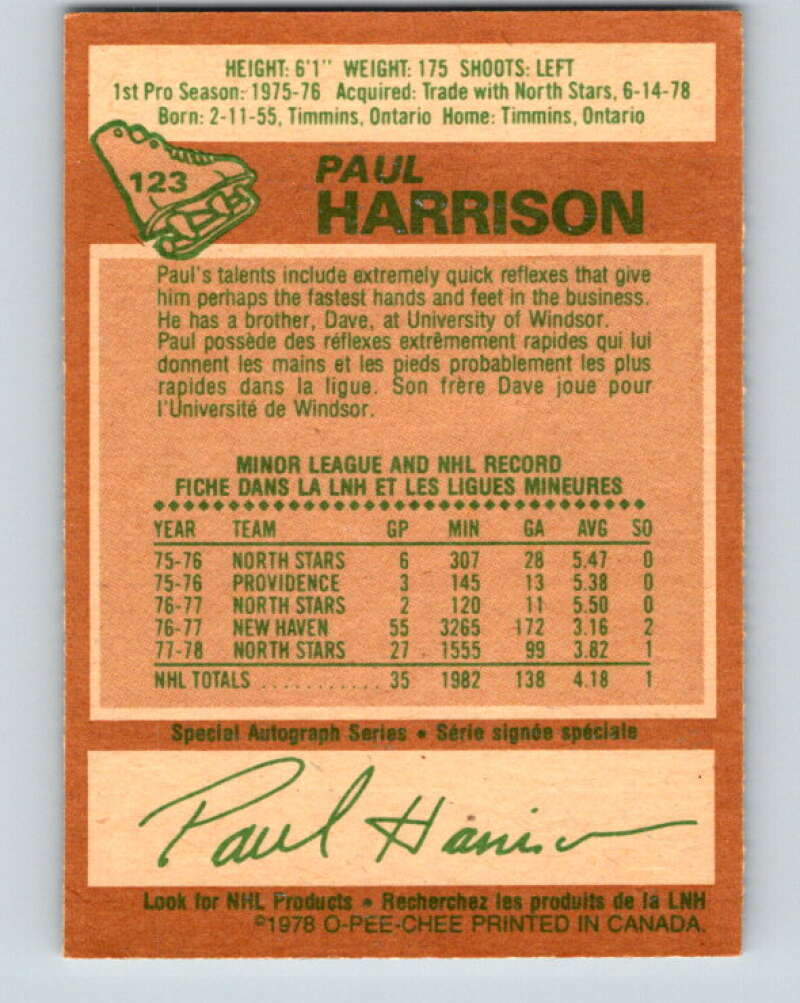 HEIGHT: 6'1" WEIGHT: 175 SHOOTS: LEFT
1st Pro Season: 1975-76 Acquired: Trade with North Stars, 6-14-78
Born: 2-11-55, Timmins, Ontario Home: Timmins, Ontario
123
PAUL
HARRISON
Paul's talents include extremely quick reflexes that give
him perhaps the fastest hands and feet in the business.
He has a brother, Dave, at University of Windsor.
Paul possède des réflexes extrêmement rapides qui lui
donnent les mains et les pieds probablement les plus
rapides dans la ligue. Son frère Dave joue pour
l'Université de Windsor.
MINOR LEAGUE AND NHL RECORD
FICHE DANS LA LNH ET LES LIGUES MINEURES
YEAR TEAM GP MIN GA AVG SO
75-76 NORTH STARS 6 307 28 5.47 0
75-76 PROVIDENCE 3 145 13 5.38 0
76-77 NORTH STARS 2 120 11 5.50 0
76-77 NEW HAVEN 55 3265 172 3.16 2
77-78 NORTH STARS 27 1555 99 3.82 1
NHL TOTALS ............ 35 1982 138 4.18 1
Special Autograph Series • Série signée spéciale
Paul Harrison
Look for NHL Products • Recherchez les produits de la LNH
©1978 O-PEE-CHEE PRINTED IN CANADA.